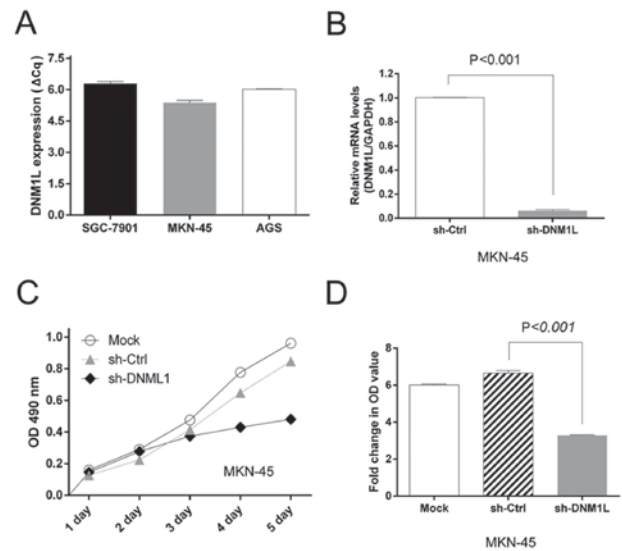 A
DNM1L expression (ΔCq)
7.5
6.0
4.5
3.0
1.5
0.0
SGC-7901 MKN-45 AGS
B
P<0.001
Relative mRNA levels
(DNM1L/GAPDH)
1.2
1.0
0.8
0.6
0.4
0.2
0.0
sh-Ctrl sh-DNM1L
MKN-45
C
Mock
sh-Ctrl
sh-DNML1
OD 490 nm
1.0
0.8
0.6
0.4
0.2
0.0
MKN-45
1 day 2 day 3 day 4 day 5 day
D
P<0.001
Fold change in OD value
8
6
4
2
0
Mock sh-Ctrl sh-DNM1L
MKN-45